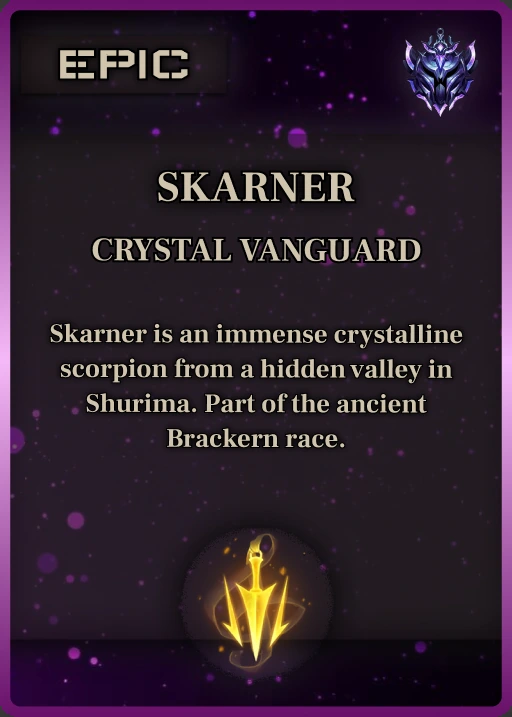 EPIC
SKARNER
CRYSTAL VANGUARD
Skarner is an immense crystalline
scorpion from a hidden valley in
Shurima. Part of the ancient
Brackern race.